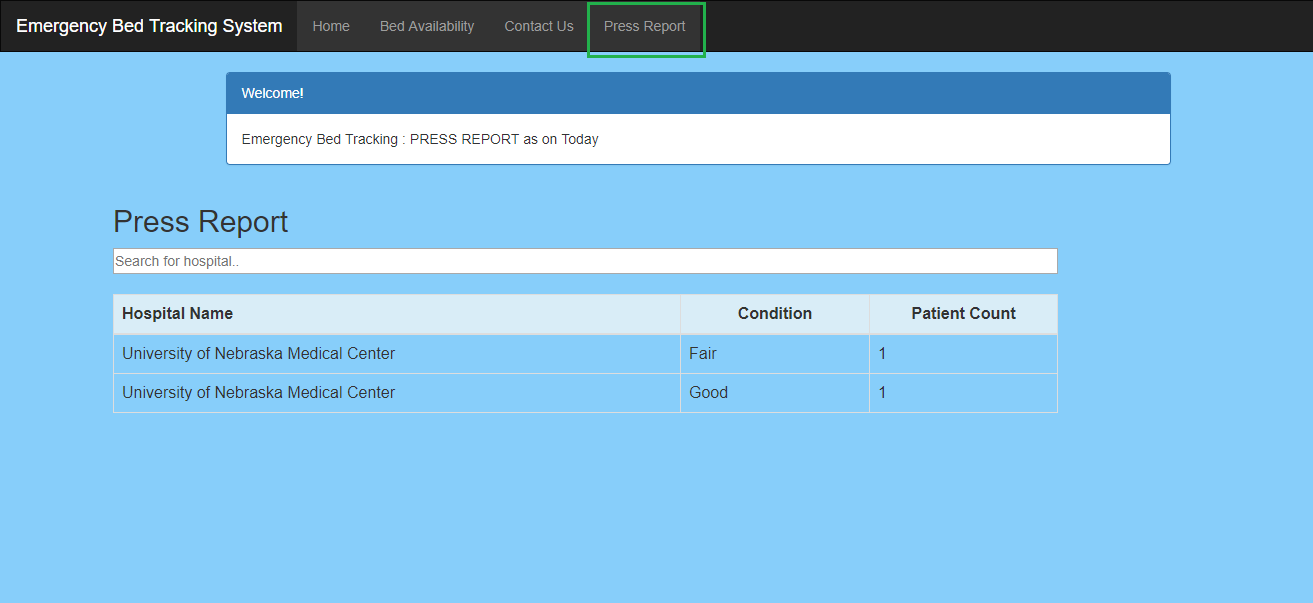 Emergency Bed Tracking System Home Bed Availability Contact Us Press Report
Welcome!
Emergency Bed Tracking : PRESS REPORT as on Today
Press Report
Search for hospital..
Hospital Name Condition Patient Count
University of Nebraska Medical Center Fair 1
University of Nebraska Medical Center Good 1